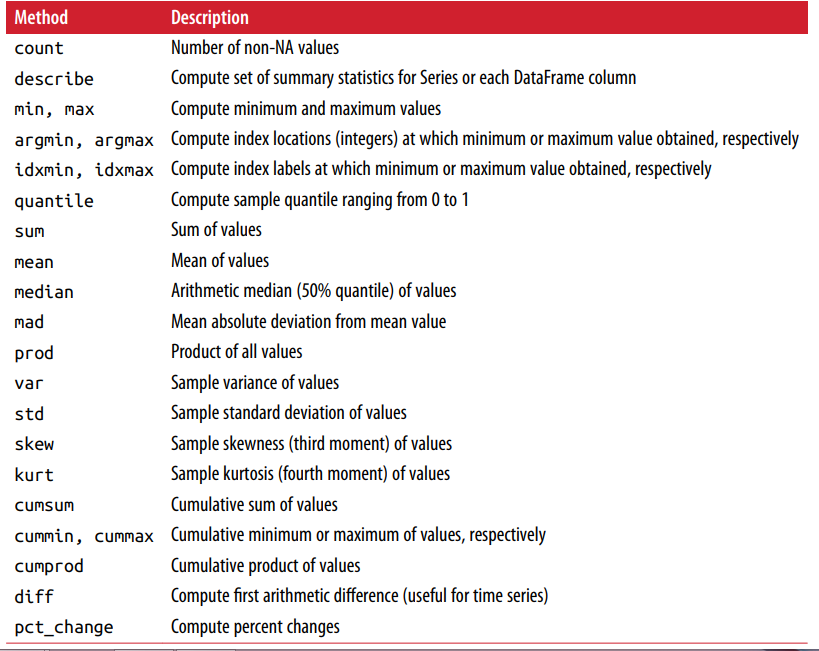 Method Description
count Number of non-NA values
describe Compute set of summary statistics for Series or each DataFrame column
min, max Compute minimum and maximum values
argmin, argmax Compute index locations (integers) at which minimum or maximum value obtained, respectively
idxmin, idxmax Compute index labels at which minimum or maximum value obtained, respectively
quantile Compute sample quantile ranging from 0 to 1
sum Sum of values
mean Mean of values
median Arithmetic median (50% quantile) of values
mad Mean absolute deviation from mean value
prod Product of all values
var Sample variance of values
std Sample standard deviation of values
skew Sample skewness (third moment) of values
kurt Sample kurtosis (fourth moment) of values
cumsum Cumulative sum of values
cummin, cummax Cumulative minimum or maximum of values, respectively
cumprod Cumulative product of values
diff Compute first arithmetic difference (useful for time series)
pct_change Compute percent changes